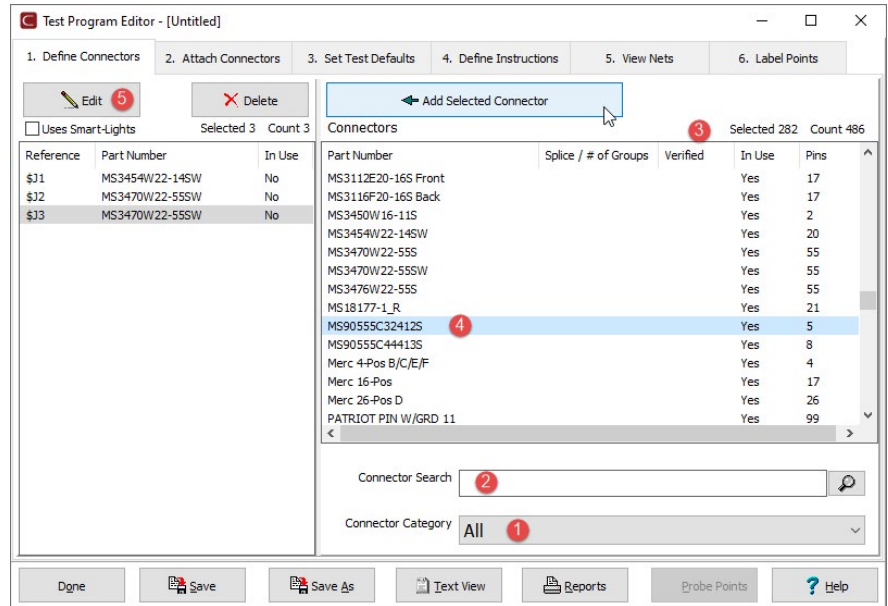 Test Program Editor - [Untitled]
1. Define Connectors 2. Attach Connectors 3. Set Test Defaults 4. Define Instructions 5. View Nets 6. Label Points
Edit 5 Delete Add Selected Connector
Uses Smart-Lights Selected 3 Count 3 Connectors 3 Selected 282 Count 486
Reference Part Number In Use Part Number Splice / # of Groups Verified In Use Pins
$J1 MS3454W22-14SW No MS3112E20-16S Front Yes 17
$J2 MS3470W22-55SW No MS3116F20-16S Back Yes 17
$J3 MS3470W22-55SW No MS3450W16-11S Yes 2
MS3454W22-14SW Yes 20
MS3470W22-55S Yes 55
MS3470W22-55SW Yes 55
MS3476W22-55S Yes 55
MS18177-1_R Yes 21
MS90555C32412S 4 Yes 5
MS90555C44413S Yes 8
Merc 4-Pos B/C/E/F Yes 4
Merc 16-Pos Yes 17
Merc 26-Pos D Yes 26
PATRIOT PIN W/GRD 11 Yes 99
Connector Search 2
Connector Category All 1
Done Save Save As Text View Reports Probe Points Help